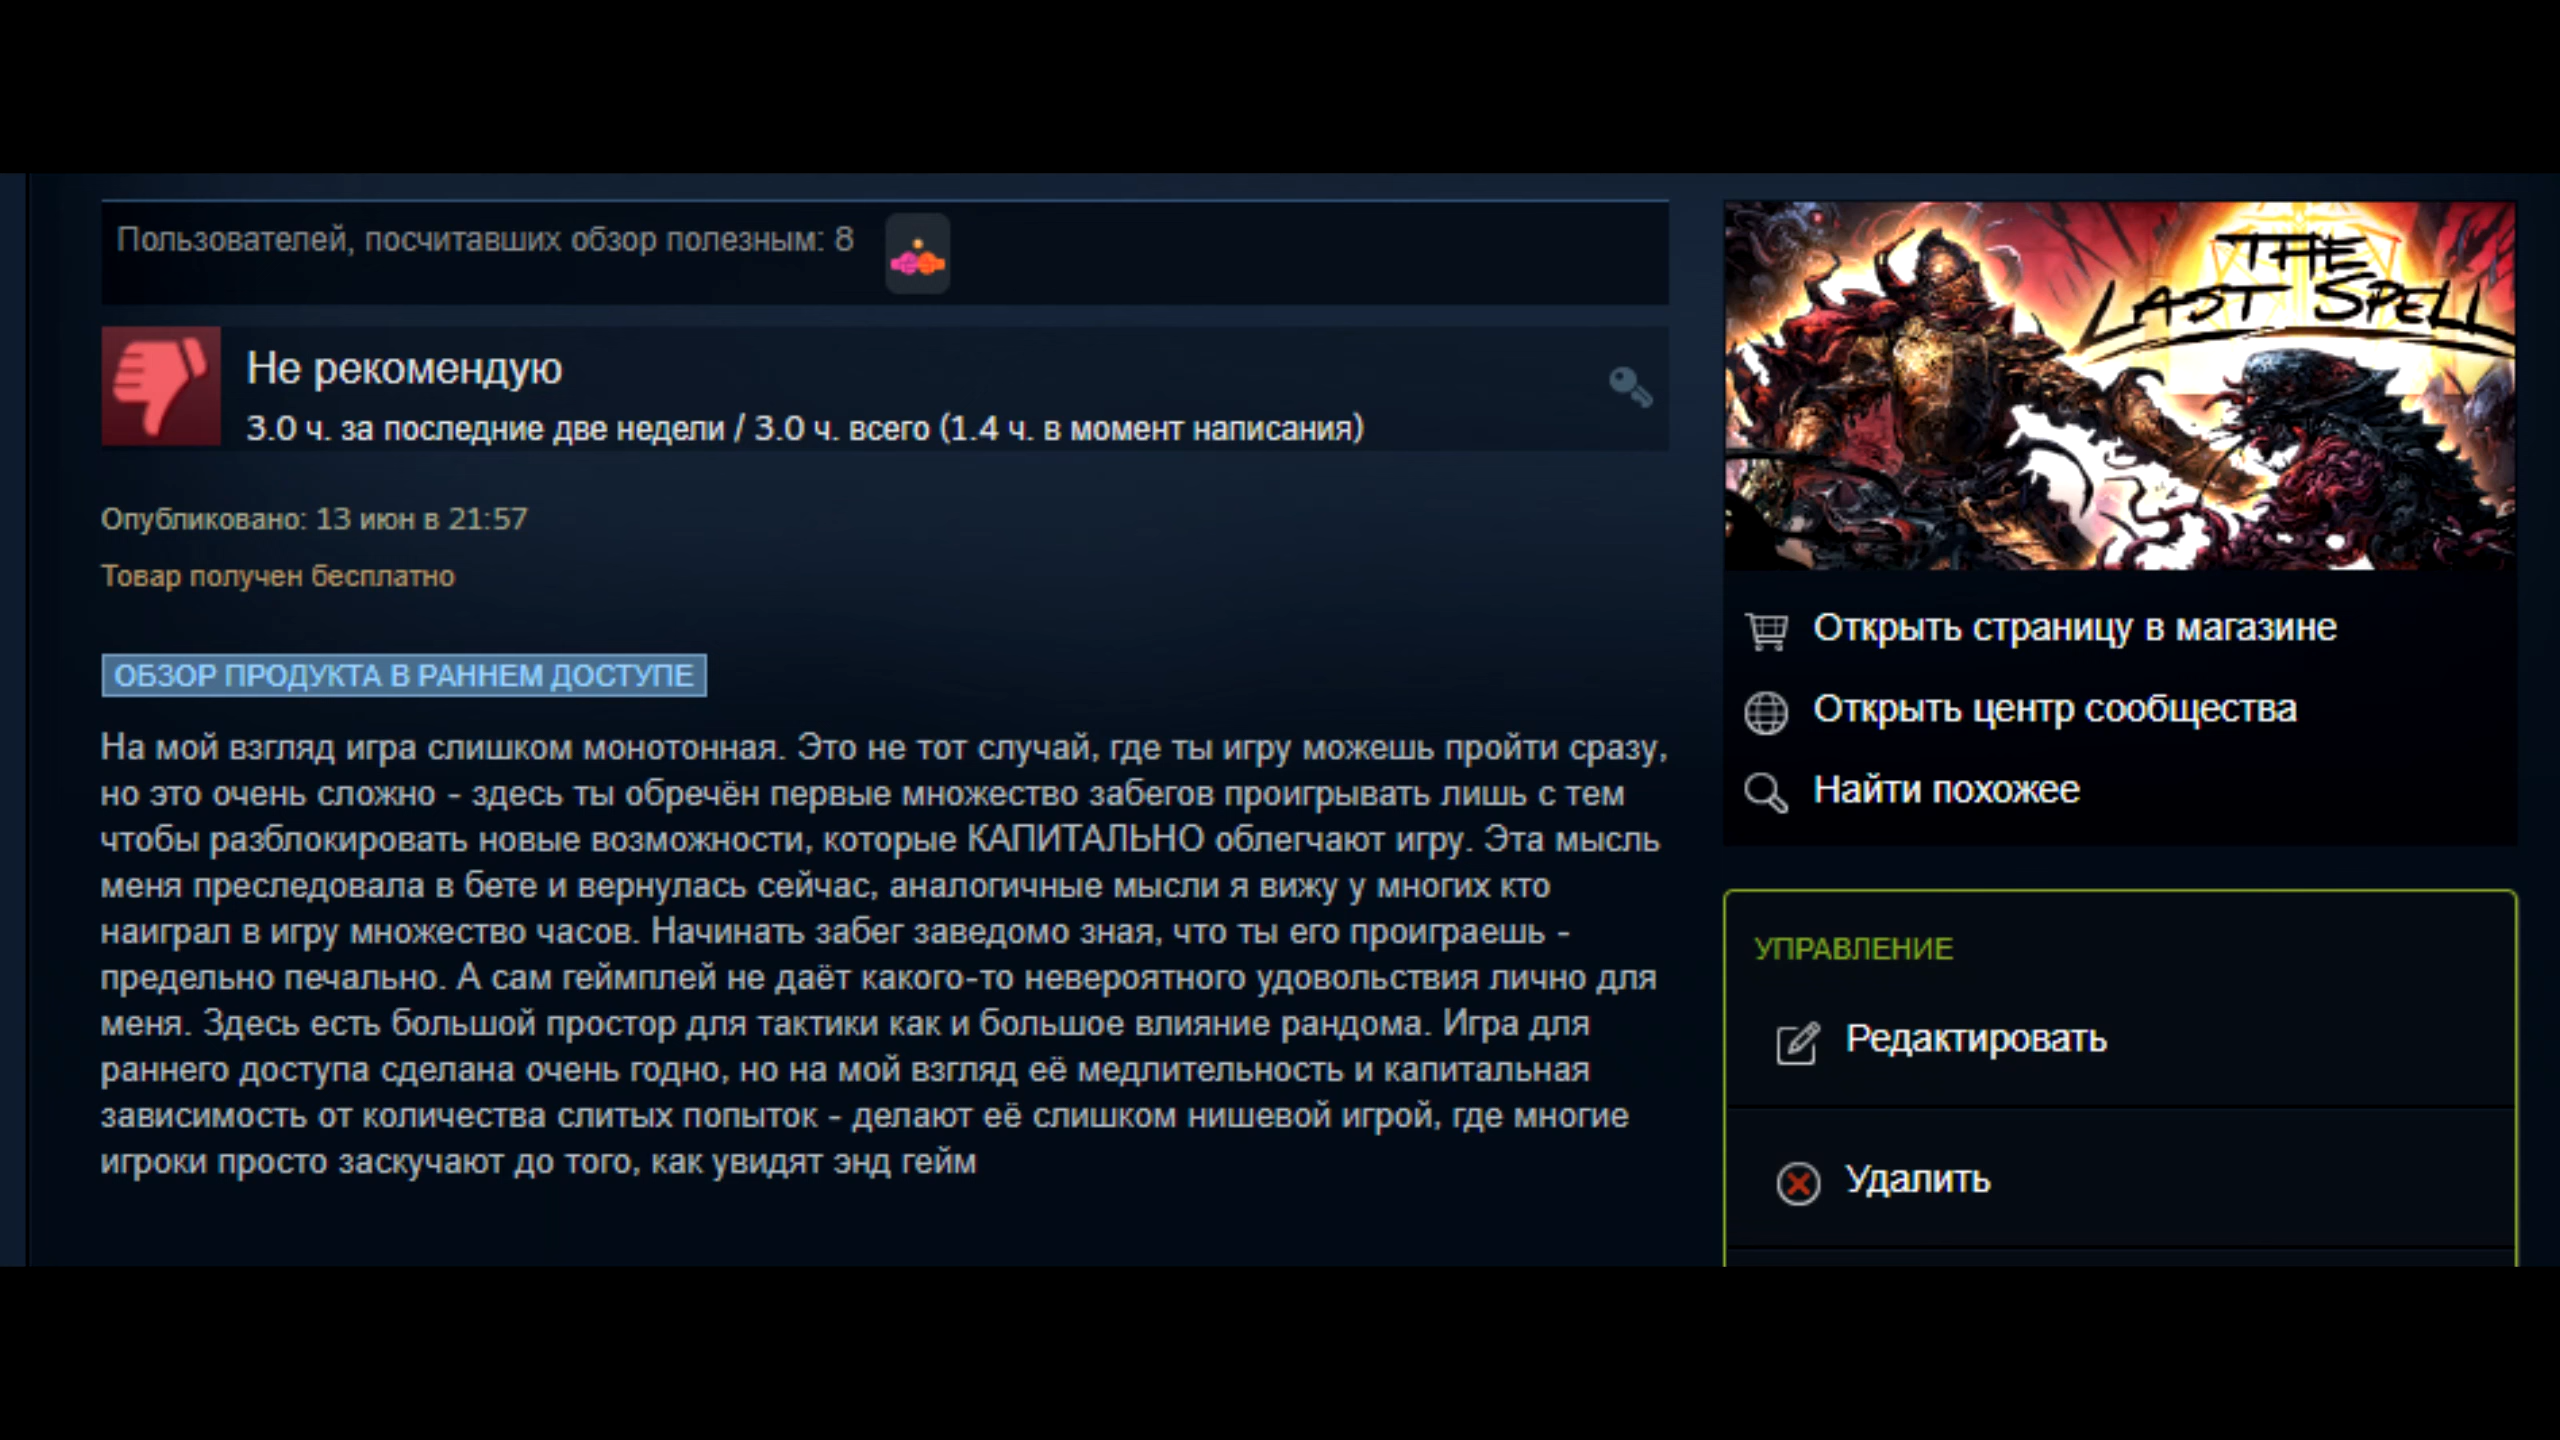 Пользователей, посчитавших обзор полезным: 8
Не рекомендую
3.0 ч. за последние две недели / 3.0 ч. всего (1.4 ч. в момент написания)
Опубликовано: 13 июн в 21:57
Товар получен бесплатно
ОБЗОР ПРОДУКТА В РАННЕМ ДОСТУПЕ
На мой взгляд игра слишком монотонная. Это не тот случай, где ты игру можешь пройти сразу,
но это очень сложно - здесь ты обречён первые множество забегов проигрывать лишь с тем
чтобы разблокировать новые возможности, которые КАПИТАЛЬНО облегчают игру. Эта мысль
меня преследовала в бете и вернулась сейчас, аналогичные мысли я вижу у многих кто
наиграл в игру множество часов. Начинать забег заведомо зная, что ты его проиграешь -
предельно печально. А сам геймплей не даёт какого-то невероятного удовольствия лично для
меня. Здесь есть большой простор для тактики как и большое влияние рандома. Игра для
раннего доступа сделана очень годно, но на мой взгляд её медлительность и капитальная
зависимость от количества слитых попыток - делают её слишком нишевой игрой, где многие
игроки просто заскучают до того, как увидят энд гейм
THE
LAST SPELL
Открыть страницу в магазине
Открыть центр сообщества
Найти похожее
УПРАВЛЕНИЕ
Редактировать
Удалить